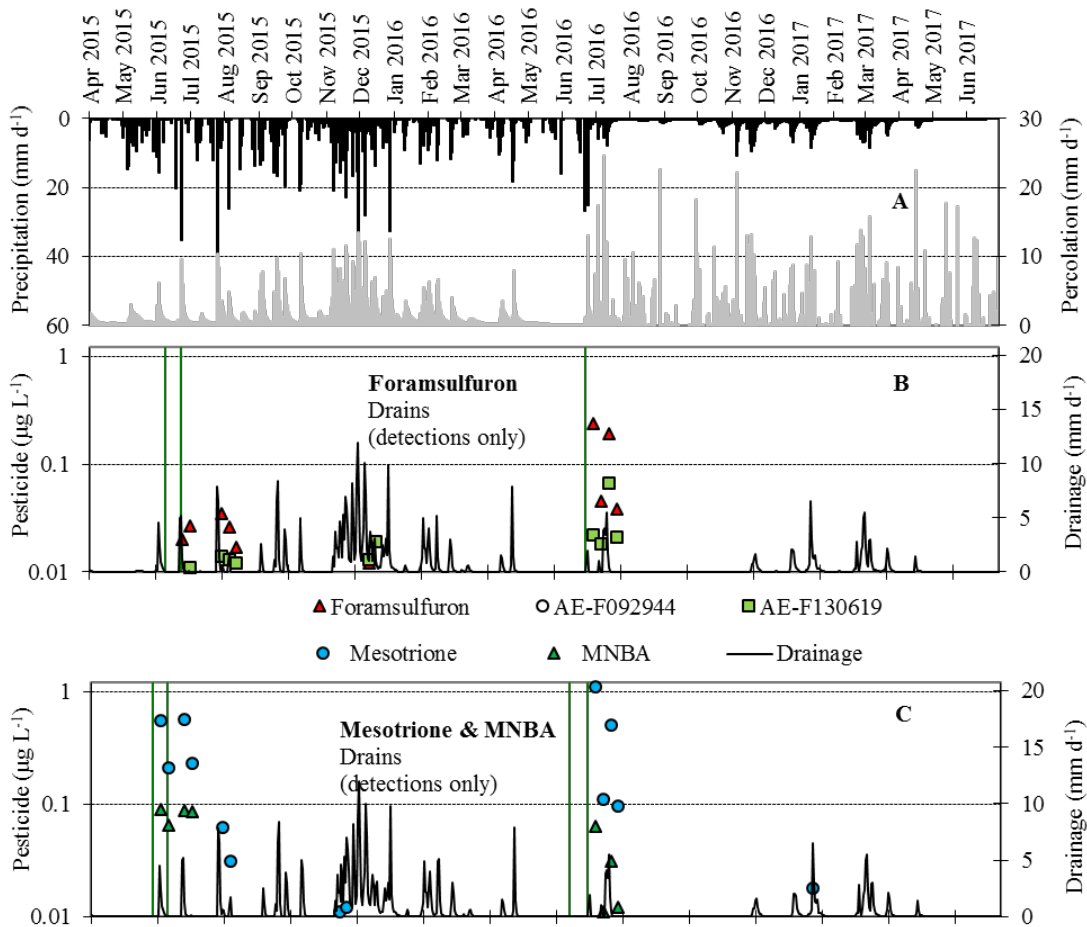 Apr 2015 May 2015 Jun 2015 Jul 2015 Aug 2015 Sep 2015 Oct 2015 Nov 2015 Dec 2015 Jan 2016 Feb 2016 Mar 2016 Apr 2016 May 2016 Jun 2016 Jul 2016 Aug 2016 Sep 2016 Oct 2016 Nov 2016 Dec 2016 Jan 2017 Feb 2017 Mar 2017 Apr 2017 May 2017 Jun 2017
Precipitation (mm d-1)
0
20
40
60
A
30
20
10
0
Percolation (mm d-1)
Pesticide (µg L-1)
1
0.1
0.01
Foramsulfuron
Drains
(detections only)
B
20
15
10
5
0
Drainage (mm d-1)
Foramsulfuron AE-F092944 AE-F130619
Mesotrione MNBA Drainage
Pesticide (µg L-1)
1
0.1
0.01
Mesotrione & MNBA
Drains
(detections only)
C
20
15
10
5
0
Drainage (mm d-1)